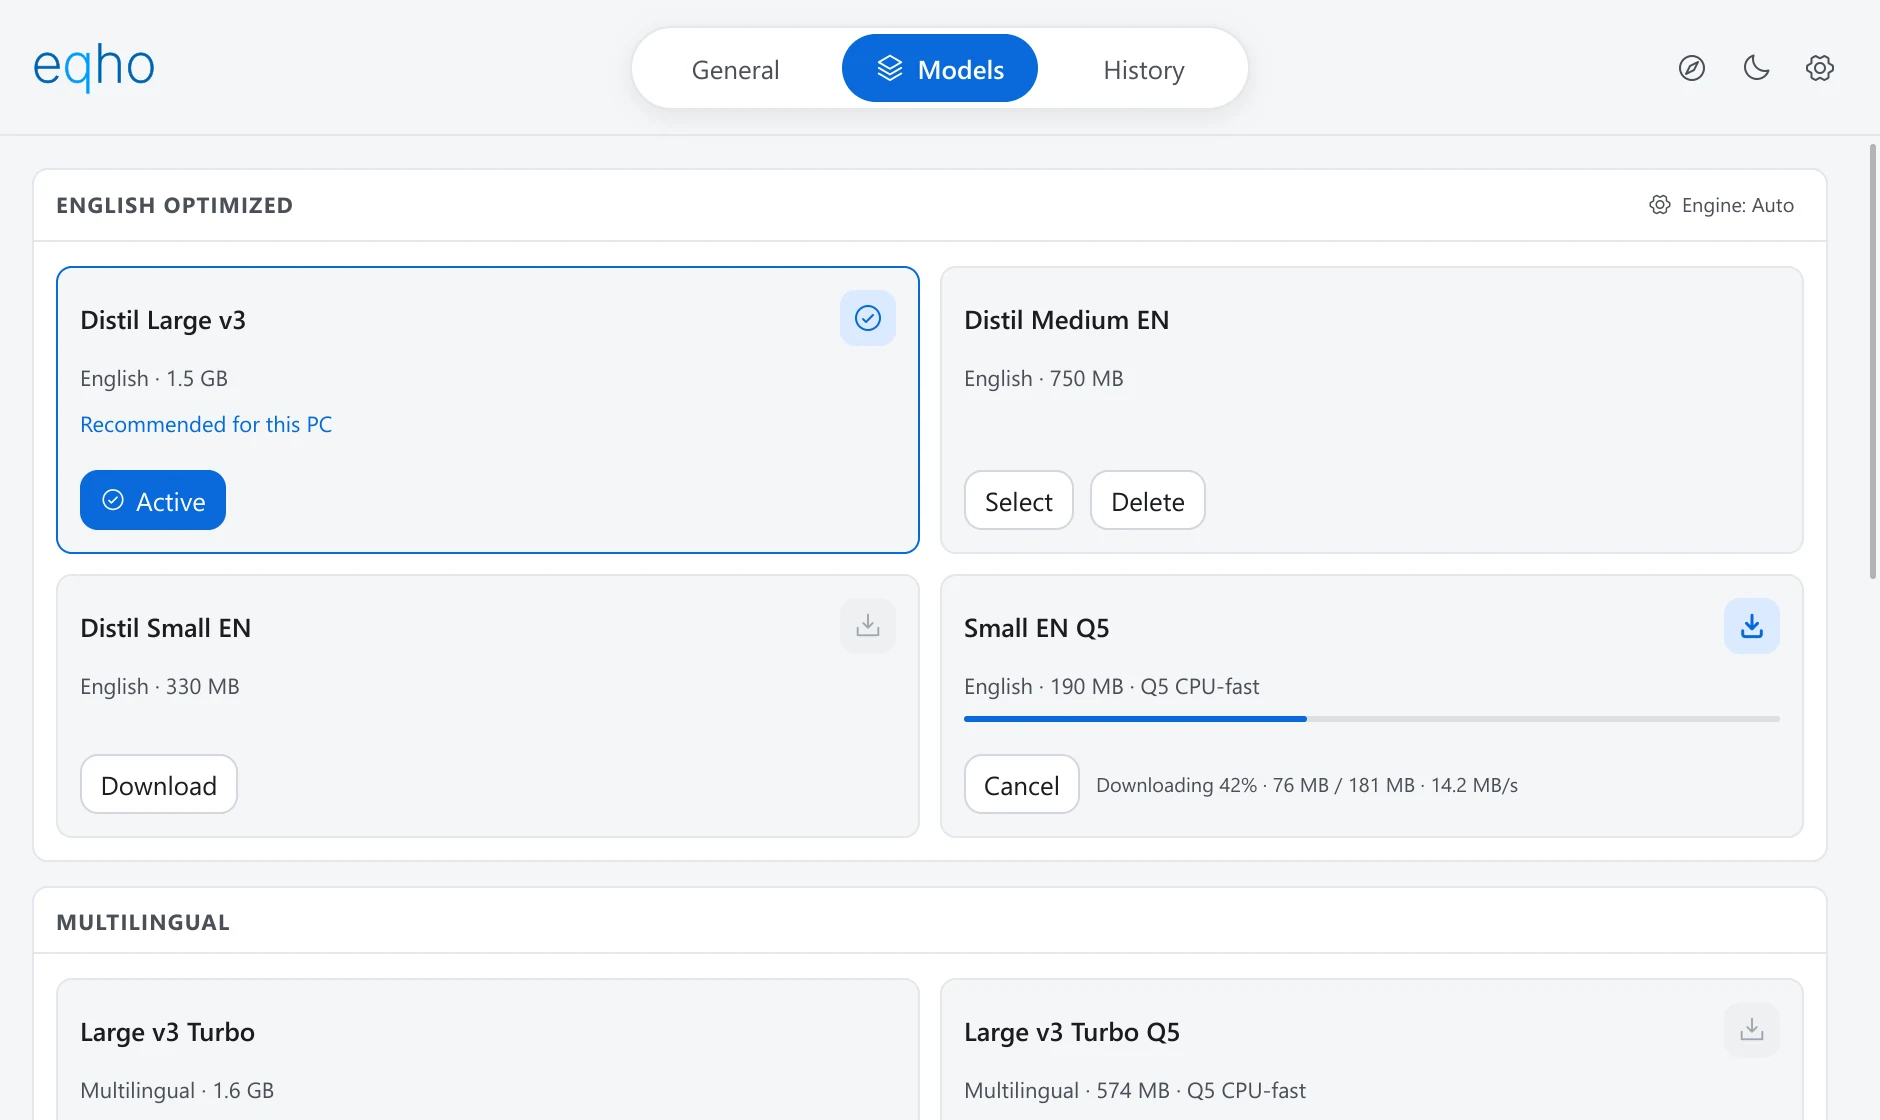 eqho
General
Models
History
ENGLISH OPTIMIZED
Engine: Auto
Distil Large v3
English · 1.5 GB
Recommended for this PC
Active
Distil Medium EN
English · 750 MB
Select
Delete
Distil Small EN
English · 330 MB
Download
Small EN Q5
English · 190 MB · Q5 CPU-fast
Cancel
Downloading 42% · 76 MB / 181 MB · 14.2 MB/s
MULTILINGUAL
Large v3 Turbo
Multilingual · 1.6 GB
Large v3 Turbo Q5
Multilingual · 574 MB · Q5 CPU-fast